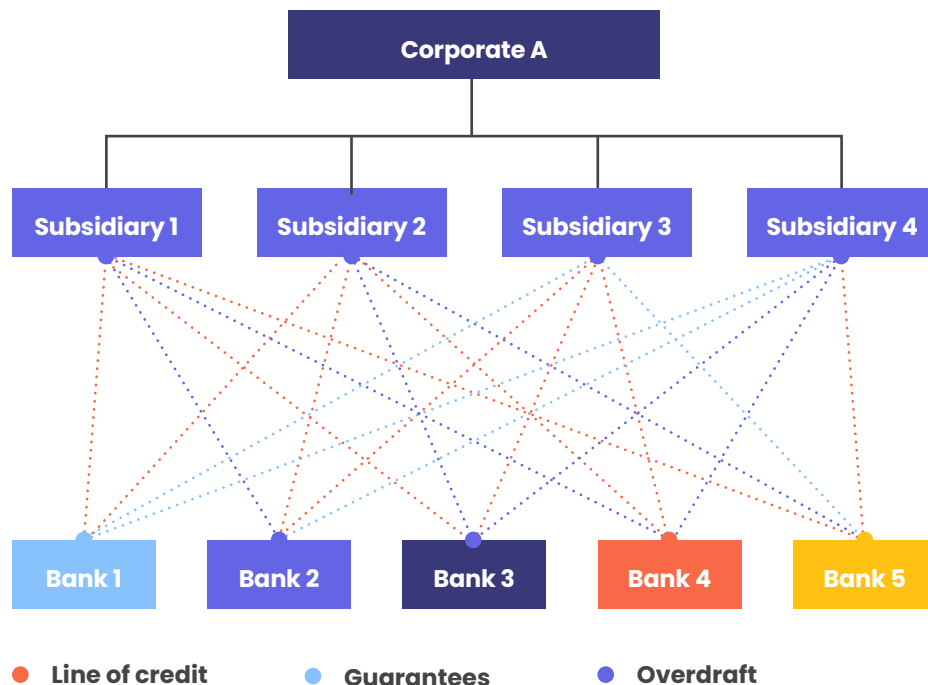 Corporate A
Subsidiary 1
Subsidiary 2
Subsidiary 3
Subsidiary 4
Bank 1
Bank 2
Bank 3
Bank 4
Bank 5
Line of credit
Guarantees
Overdraft